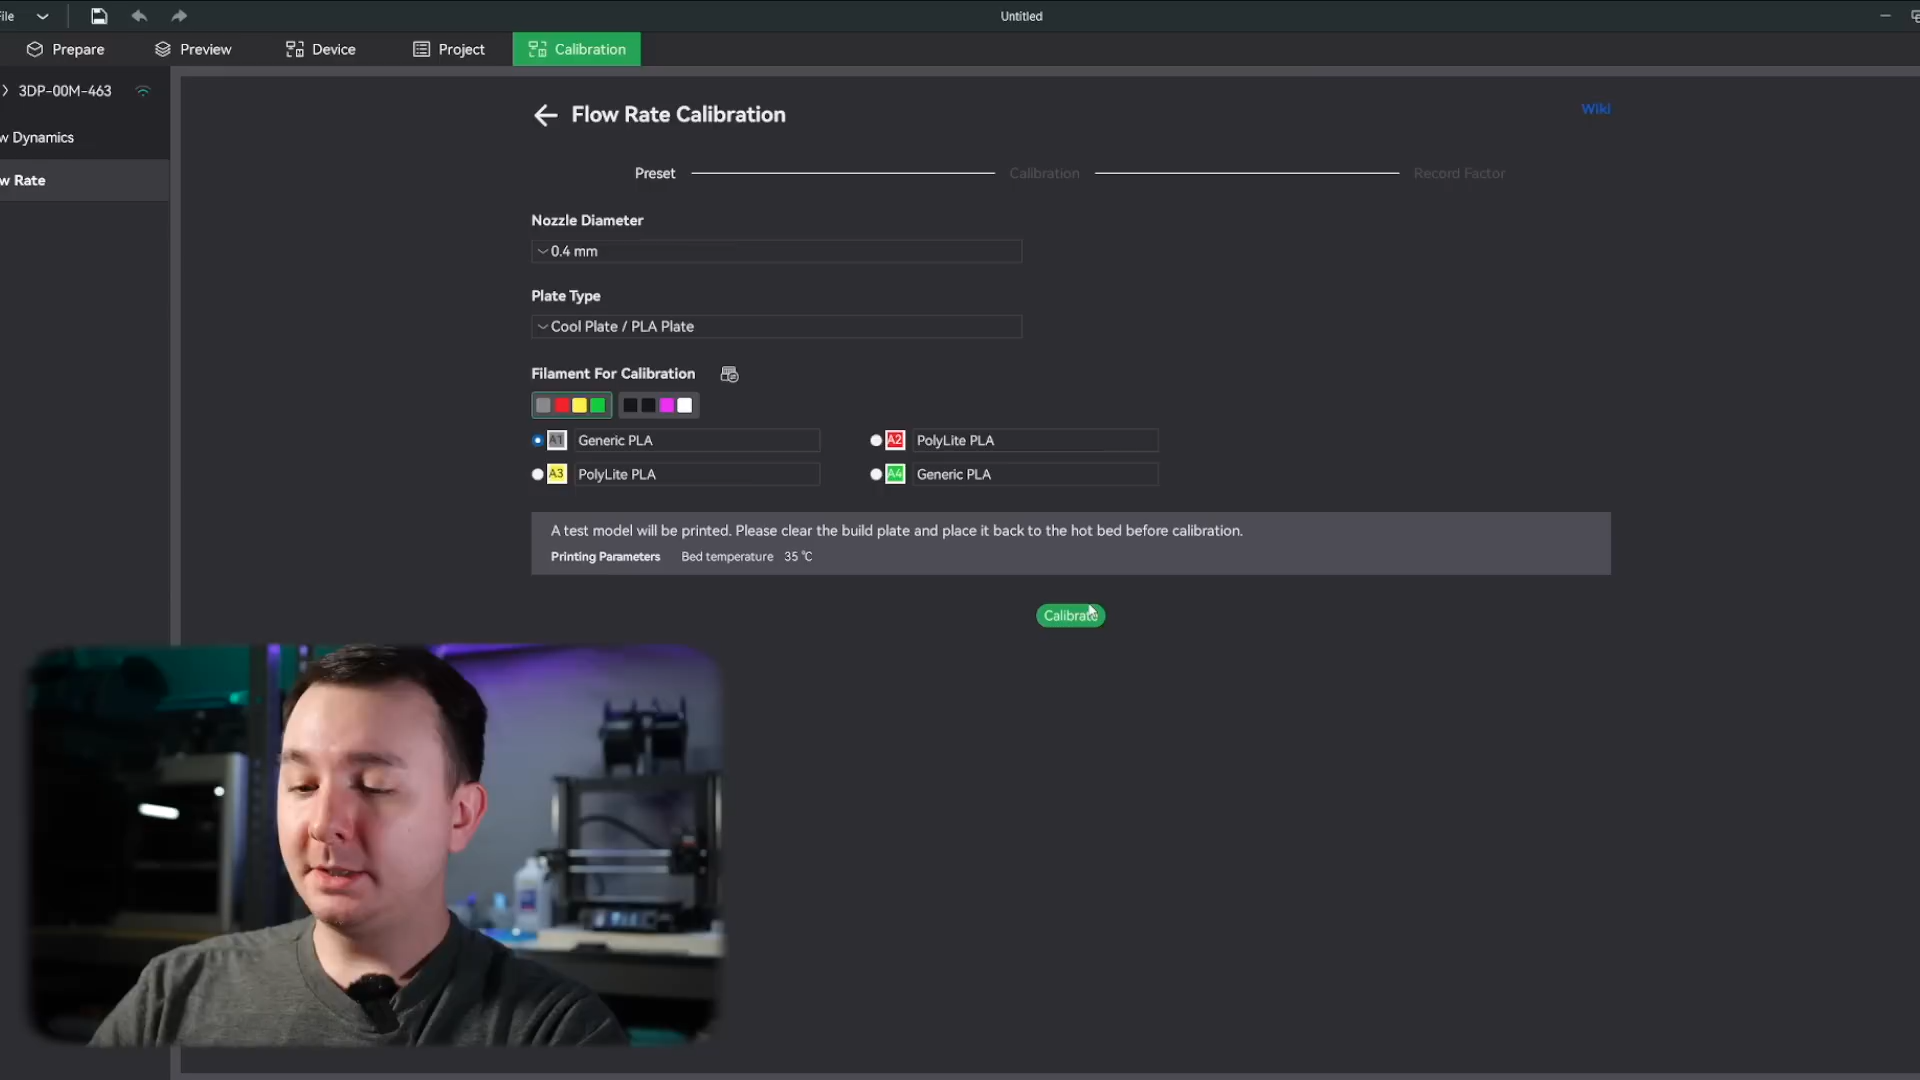 ile
Untitled
Prepare
Preview
Device
Project
Calibration
3DP-00M-463
Flow Rate Calibration
Wiki
w Dynamics
w Rate
Preset
Calibration
Record Factor
Nozzle Diameter
0.4 mm
Plate Type
Cool Plate / PLA Plate
Filament For Calibration
A1 Generic PLA
A2 PolyLite PLA
A3 PolyLite PLA
A4 Generic PLA
A test model will be printed. Please clear the build plate and place it back to the hot bed before calibration.
Printing Parameters Bed temperature 35 ℃
Calibrate